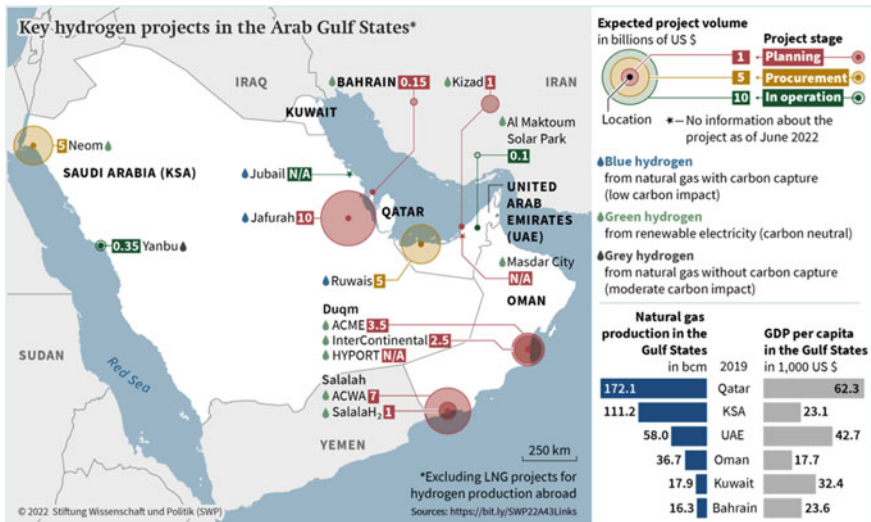 Key hydrogen projects in the Arab Gulf States*
IRAQ
IRAN
KUWAIT
BAHRAIN 0.15
Kizad 1
Al Maktoum
Solar Park
0.1
5 Neom
SAUDI ARABIA (KSA)
Jubail N/A
Jafurah 10
QATAR
UNITED
ARAB
EMIRATES
(UAE)
0.35 Yanbu
Masdar City
N/A
Ruwais 5
OMAN
Duqm
ACME 3.5
InterContinental 2.5
HYPORT N/A
SUDAN
Red Sea
Salalah
ACWA 7
SalalaH₂ 1
YEMEN
250 km
*Excluding LNG projects for
hydrogen production abroad
© 2022 Stiftung Wissenschaft und Politik (SWP)
Sources: https://bit.ly/SWP22A43Links
Expected project volume
in billions of US $
Project stage
1 Planning
5 Procurement
10 In operation
Location
— No information about the
project as of June 2022
Blue hydrogen
from natural gas with carbon capture
(low carbon impact)
Green hydrogen
from renewable electricity (carbon neutral)
Grey hydrogen
from natural gas without carbon capture
(moderate carbon impact)
Natural gas
production in the
Gulf States
in bcm
2019
GDP per capita
in the Gulf States
in 1,000 US $
172.1 Qatar 62.3
111.2 KSA 23.1
58.0 UAE 42.7
36.7 Oman 17.7
17.9 Kuwait 32.4
16.3 Bahrain 23.6